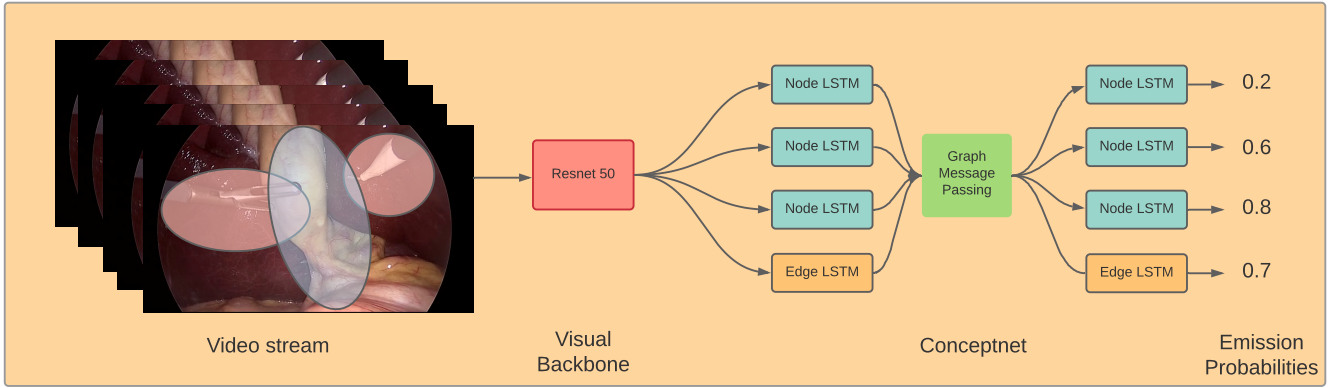 Resnet 50
Node LSTM
Node LSTM
Node LSTM
Edge LSTM
Graph
Message
Passing
Node LSTM
Node LSTM
Node LSTM
Edge LSTM
0.2
0.6
0.8
0.7
Video stream
Visual
Backbone
Conceptnet
Emission
Probabilities